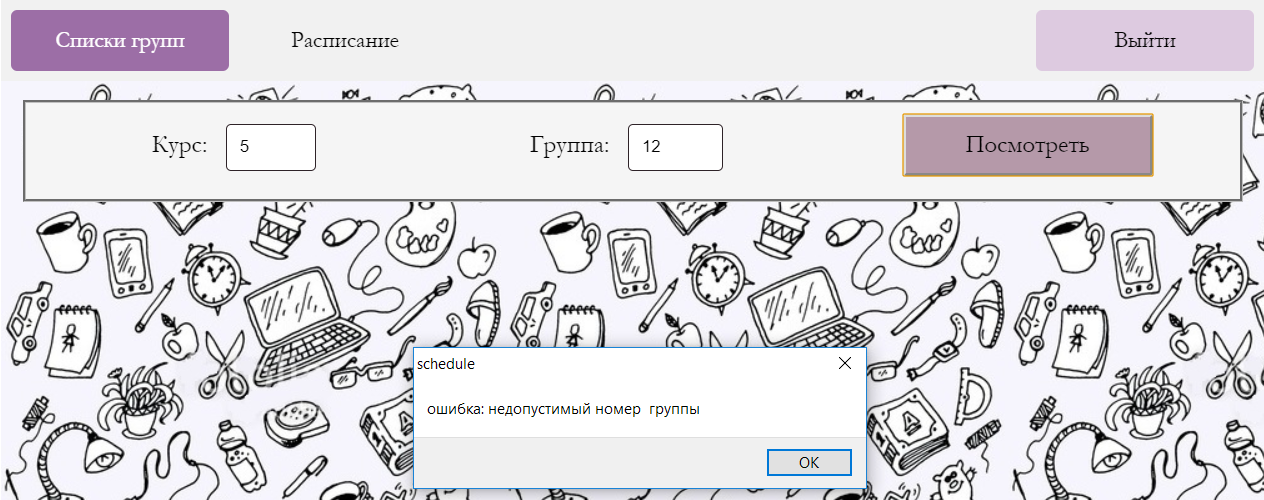 Списки групп Расписание Выйти
Курс: 5 Группа: 12 Посмотреть
schedule
ошибка: недопустимый номер группы
OK